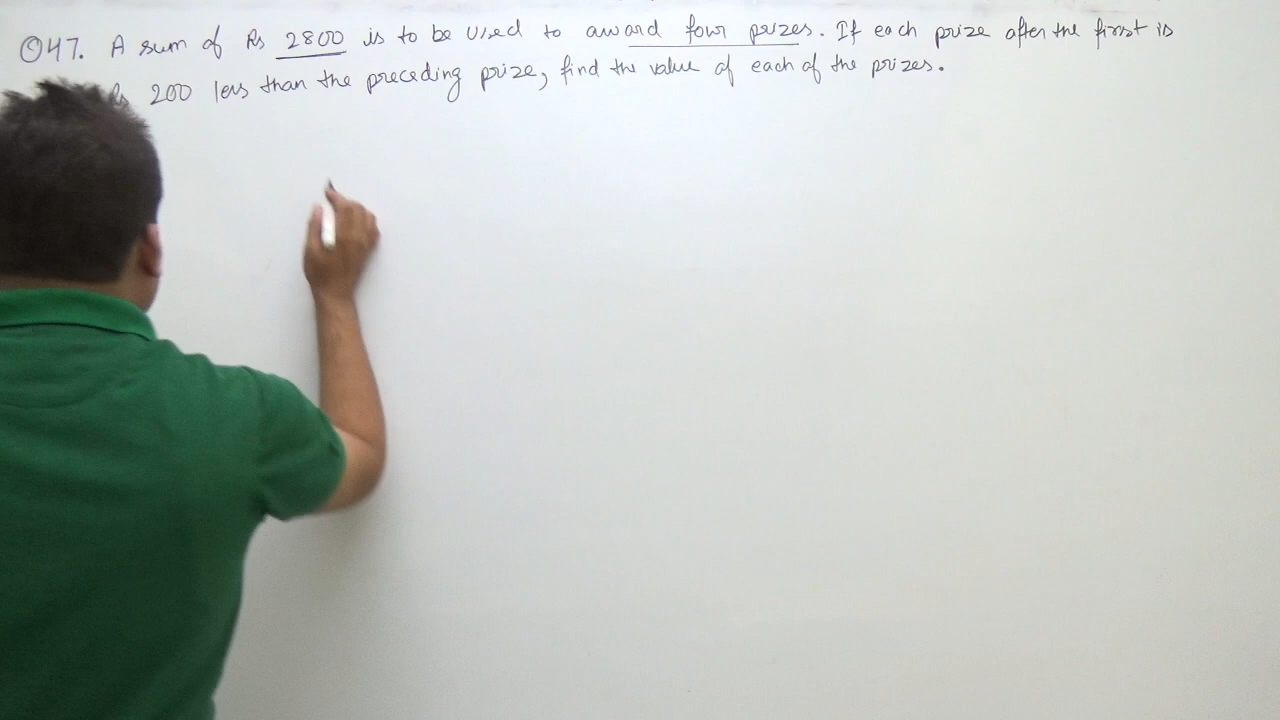 Q47. A sum of Rs 2800 is to be used to award four prizes. If each prize after the first is
Rs 200 less than the preceding prize, find the value of each of the prizes.